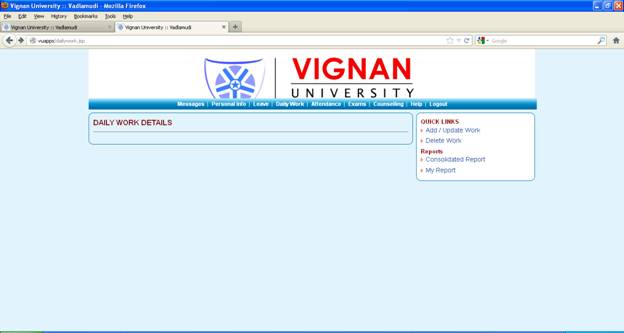 Vignan University :: Vadlamudi - Mozilla Firefox
File Edit View History Bookmarks Tools Help
Vignan University :: Vadlamudi × Vignan University :: Vadlamudi × +
vuapps/dailywork.jsp Google
VIGNAN
UNIVERSITY
Messages | Personal Info | Leave | Daily Work | Attendance | Exams | Counselling | Help | Logout
DAILY WORK DETAILS
QUICK LINKS
Add / Update Work
Delete Work
Reports
Consolidated Report
My Report